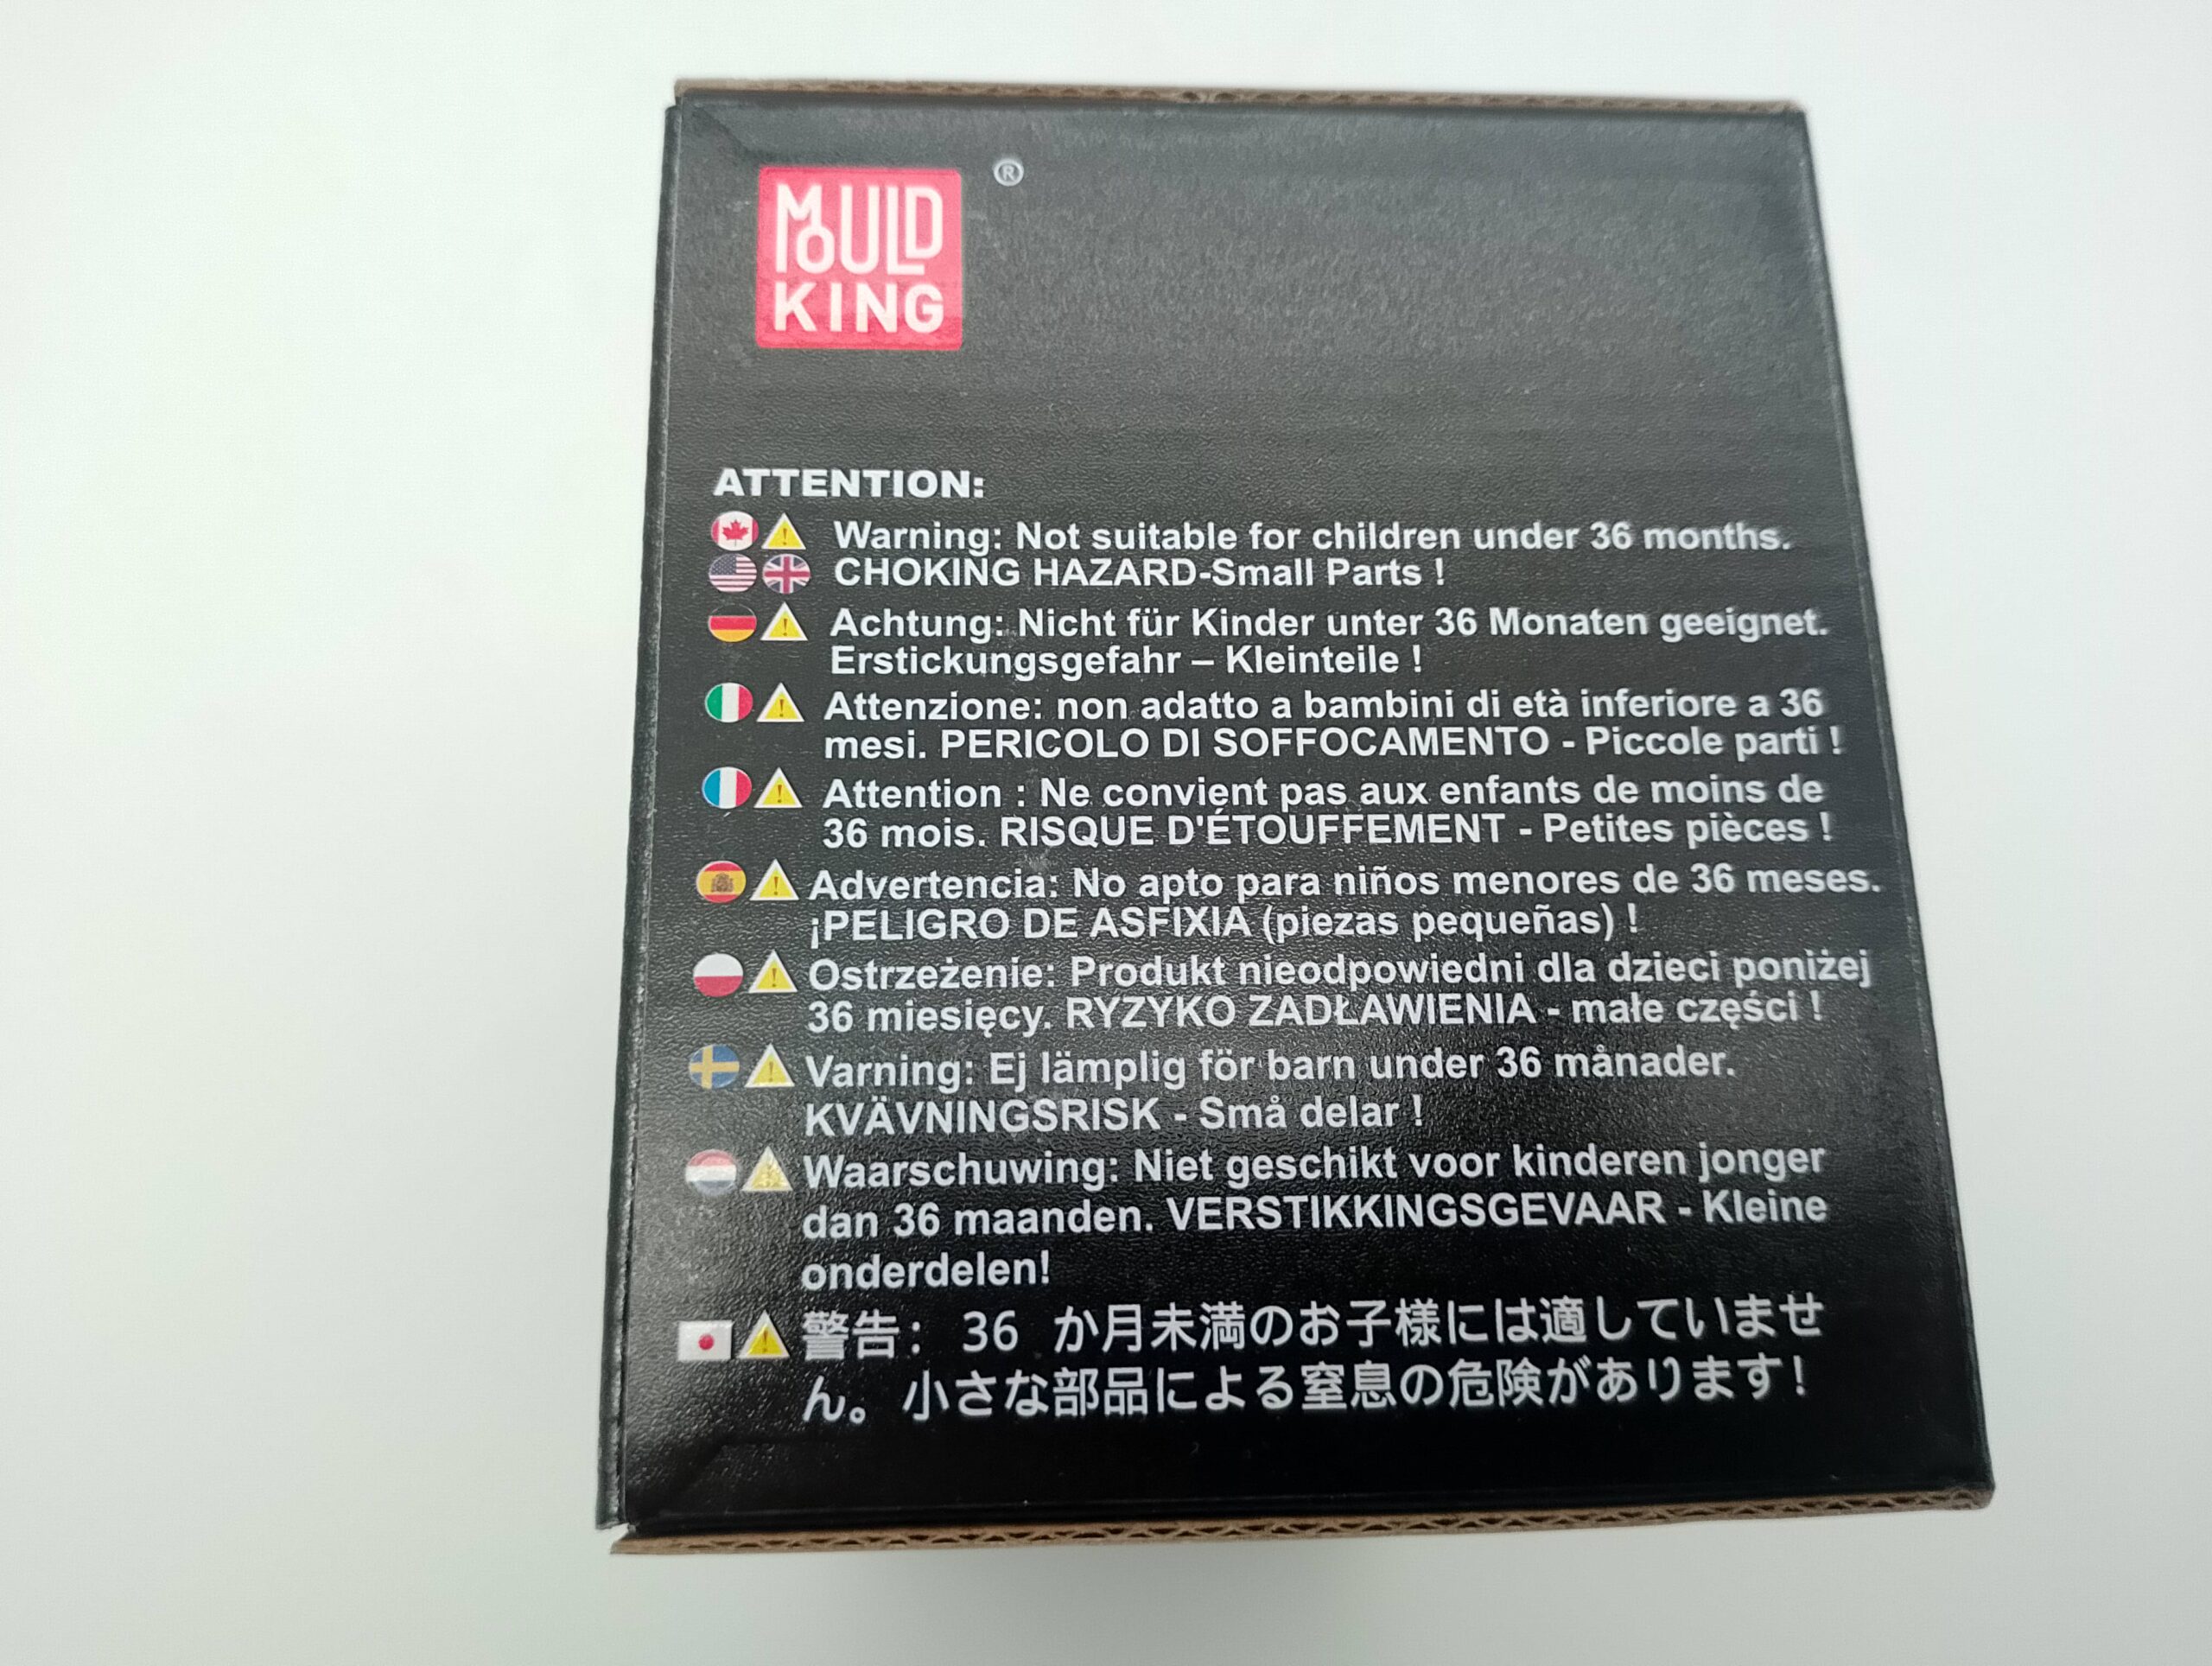 MOULD
KING
®
ATTENTION:
Warning: Not suitable for children under 36 months.
CHOKING HAZARD-Small Parts !
Achtung: Nicht für Kinder unter 36 Monaten geeignet.
Erstickungsgefahr – Kleinteile !
Attenzione: non adatto a bambini di età inferiore a 36
mesi. PERICOLO DI SOFFOCAMENTO - Piccole parti !
Attention : Ne convient pas aux enfants de moins de
36 mois. RISQUE D'ÉTOUFFEMENT - Petites pièces !
Advertencia: No apto para niños menores de 36 meses.
¡PELIGRO DE ASFIXIA (piezas pequeñas) !
Ostrzeżenie: Produkt nieodpowiedni dla dzieci poniżej
36 miesięcy. RYZYKO ZADŁAWIENIA - małe części !
Varning: Ej lämplig för barn under 36 månader.
KVÄVNINGSRISK - Små delar !
Waarschuwing: Niet geschikt voor kinderen jonger
dan 36 maanden. VERSTIKKINGSGEVAAR - Kleine
onderdelen!
警告： 36 か月未満のお子様には適していませ
ん。小さな部品による窒息の危険があります!